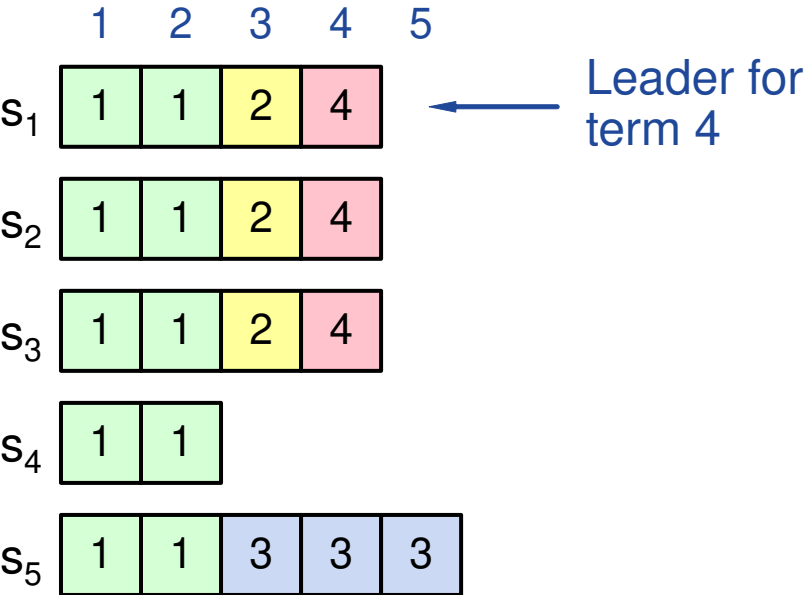 1 2 3 4 5
s1 1 1 2 4
Leader for
term 4
s2 1 1 2 4
s3 1 1 2 4
s4 1 1
s5 1 1 3 3 3